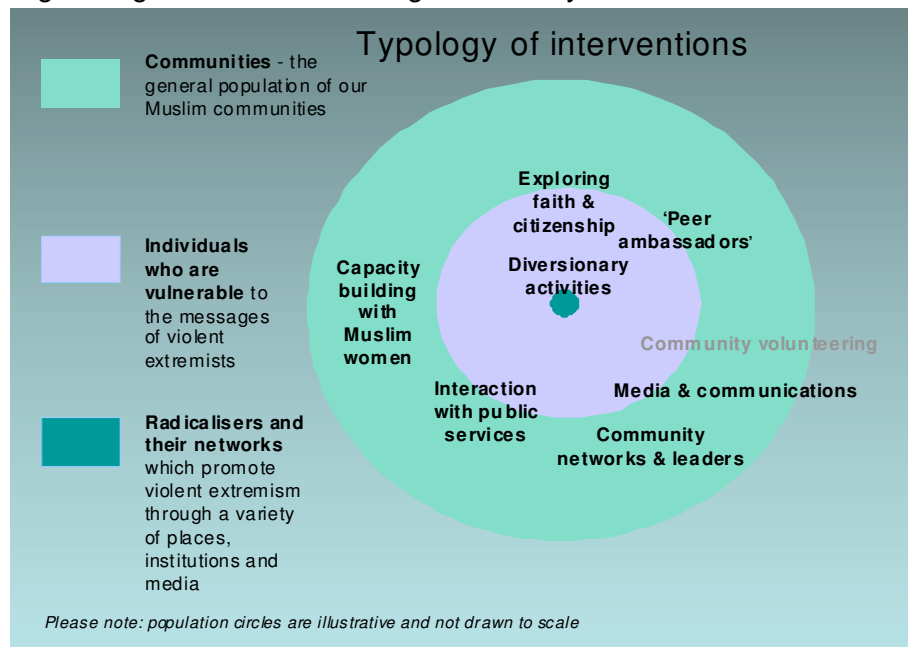 Typology of interventions
Communities - the
general population of our
Muslim communities
Individuals
who are
vulnerable to
the messages
of violent
extremists
Radicalisers and
their networks
which promote
violent extremism
through a variety
of places,
institutions and
media
Exploring
faith &
citizenship
'Peer
ambassadors'
Diversionary
activities
Capacity
building
with
Muslim
women
Community volunteering
Interaction
with public
services
Media & communications
Community
networks & leaders
Please note: population circles are illustrative and not drawn to scale